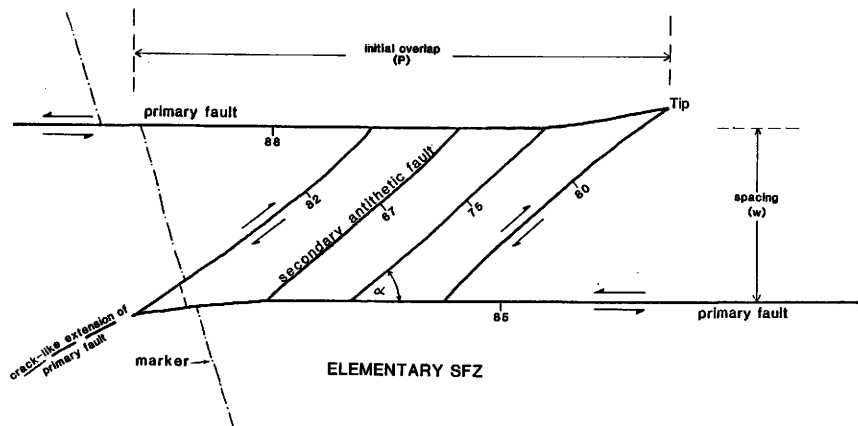 initial overlap
(P)
Tip
primary fault
88
82
secondary antithetic fault
67
75
80
spacing
(w)
α
85
primary fault
crack-like extension of
primary fault
marker
ELEMENTARY SFZ